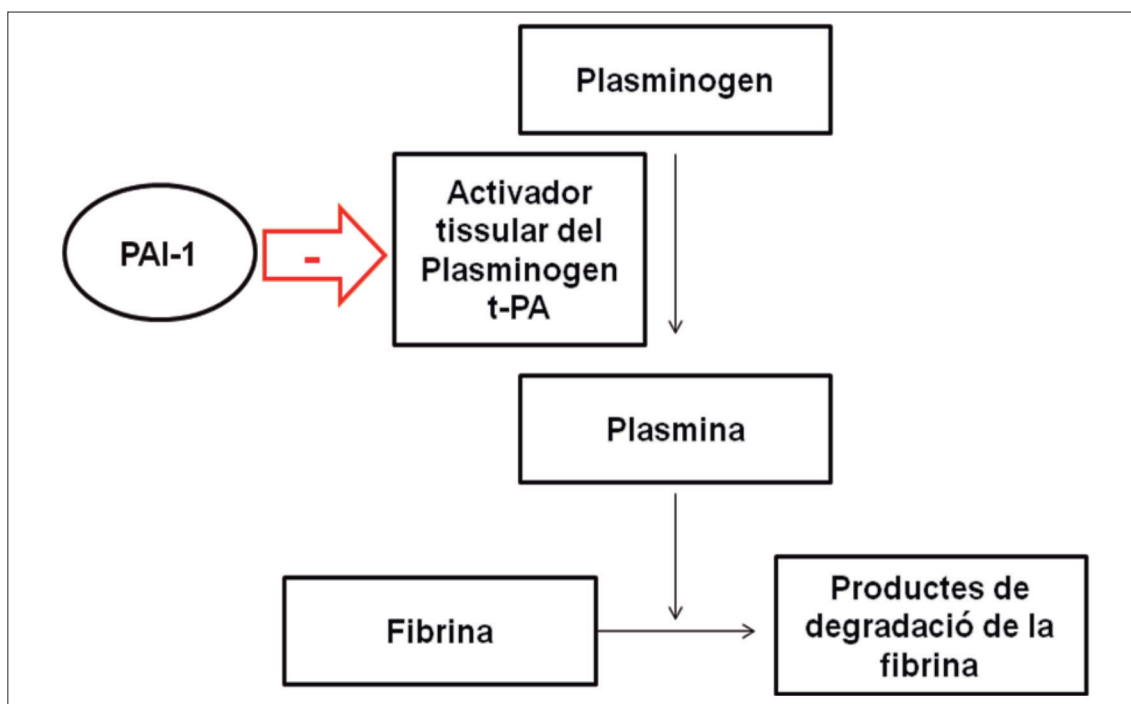 Plasminogen
Activador
tissular del
Plasminogen
t-PA
PAI-1
-
Plasmina
Fibrina
Productes de
degradació de la
fibrina